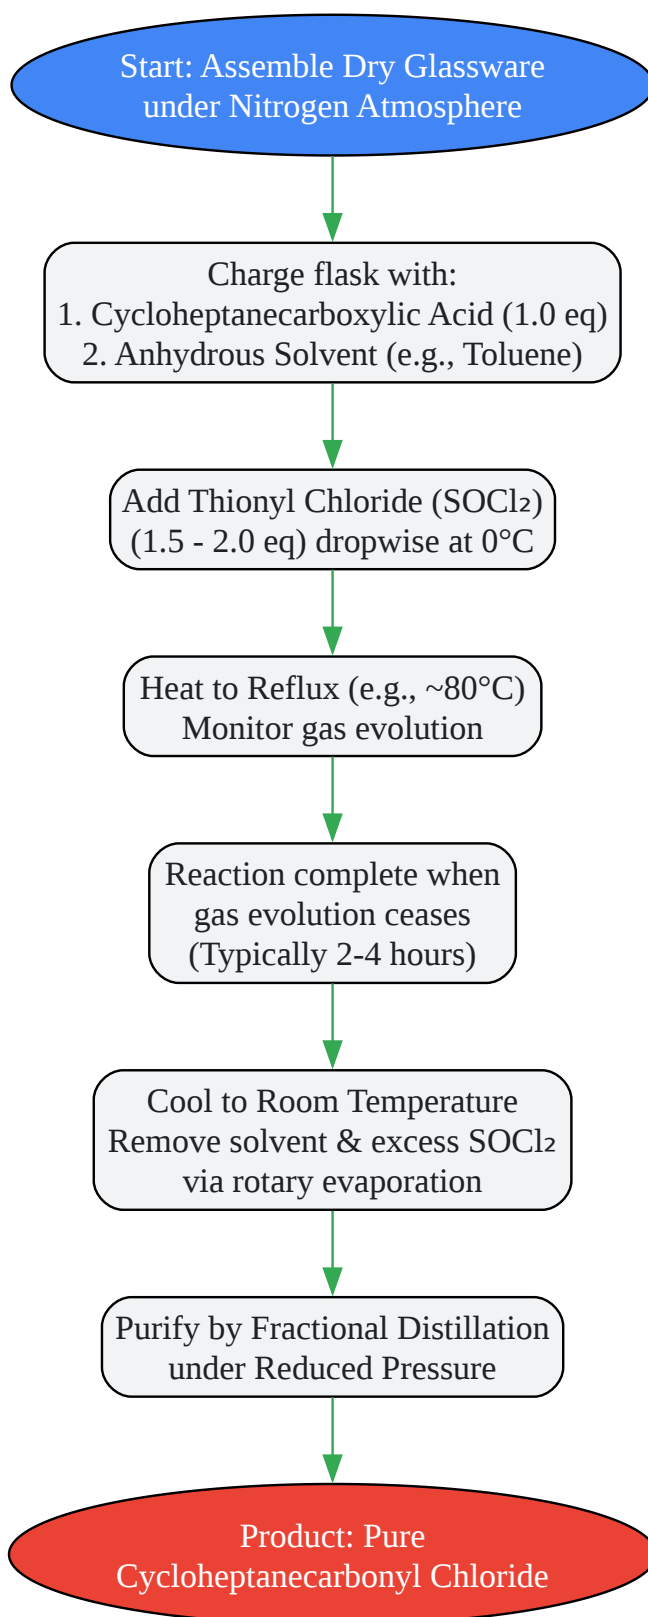 Start: Assemble Dry Glassware
under Nitrogen Atmosphere
Charge flask with:
1. Cycloheptanecarboxylic Acid (1.0 eq)
2. Anhydrous Solvent (e.g., Toluene)
Add Thionyl Chloride (SOCl₂)
(1.5 - 2.0 eq) dropwise at 0°C
Heat to Reflux (e.g., ~80°C)
Monitor gas evolution
Reaction complete when
gas evolution ceases
(Typically 2-4 hours)
Cool to Room Temperature
Remove solvent & excess SOCl₂
via rotary evaporation
Purify by Fractional Distillation
under Reduced Pressure
Product: Pure
Cycloheptanecarbonyl Chloride